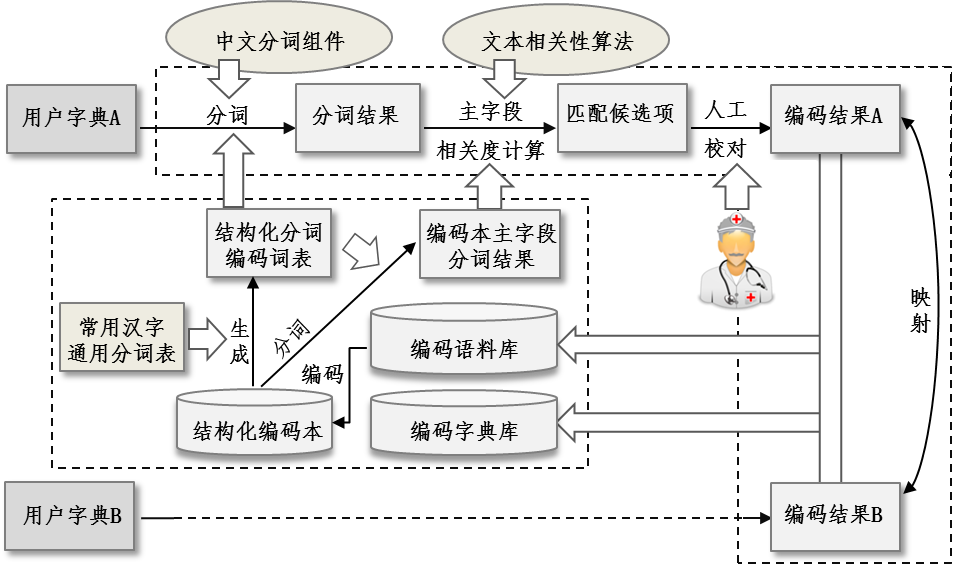 中文分词组件
文本相关性算法
用户字典A
分词
分词结果
主字段
相关度计算
匹配候选项
人工
校对
编码结果A
结构化分词
编码词表
编码本主字段
分词结果
映射
常用汉字
通用分词表
生成
分词
编码
编码语料库
结构化编码本
编码字典库
用户字典B
编码结果B